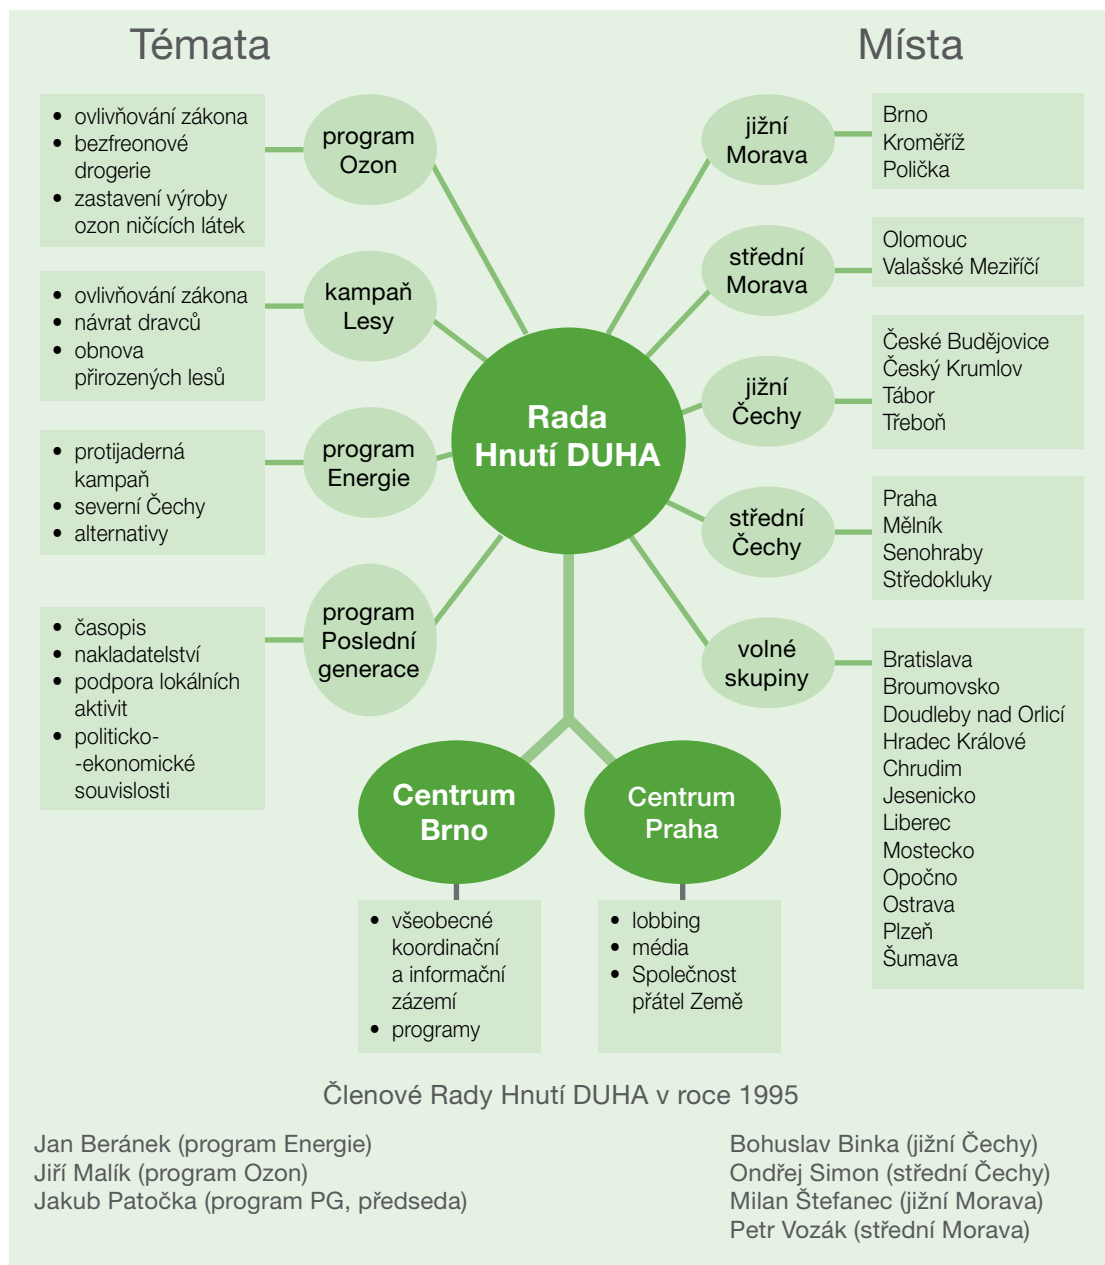 Témata
• ovlivňování zákona
• bezfreonové
drogerie
• zastavení výroby
ozon ničících látek
program
Ozon
• ovlivňování zákona
• návrat dravců
• obnova
přirozených lesů
kampaň
Lesy
• protijaderná
kampaň
• severní Čechy
• alternativy
program
Energie
• časopis
• nakladatelství
• podpora lokálních
aktivit
• politicko-
-ekonomické
souvislosti
program
Poslední
generace
Rada
Hnutí DUHA
Místa
jižní
Morava
Brno
Kroměříž
Polička
střední
Morava
Olomouc
Valašské Meziříčí
jižní
Čechy
České Budějovice
Český Krumlov
Tábor
Třeboň
střední
Čechy
Praha
Mělník
Senohraby
Středokluky
volné
skupiny
Bratislava
Broumovsko
Doudleby nad Orlicí
Hradec Králové
Chrudim
Jesenicko
Liberec
Mostecko
Opočno
Ostrava
Plzeň
Šumava
Centrum
Brno
• všeobecné
koordinační
a informační
zázemí
• programy
Centrum
Praha
• lobbing
• média
• Společnost
přátel Země
Členové Rady Hnutí DUHA v roce 1995
Jan Beránek (program Energie)
Jiří Malík (program Ozon)
Jakub Patočka (program PG, předseda)
Bohuslav Binka (jižní Čechy)
Ondřej Simon (střední Čechy)
Milan Štefanec (jižní Morava)
Petr Vozák (střední Morava)